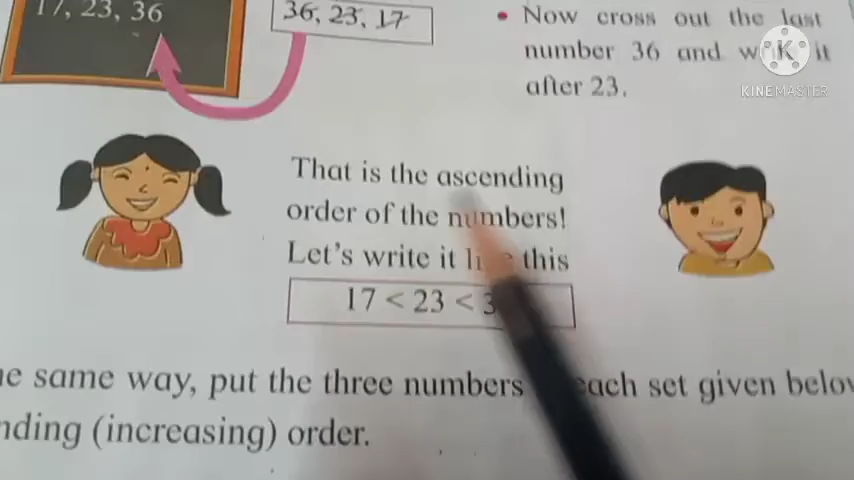 17, 23, 36
36, 23, 17
• Now cross out the last
number 36 and it
after 23.
KINEMASTER
That is the ascending
order of the numbers!
Let's write it this
17 < 23 < 3
same way, put the three numbers each set given
(increasing) order.